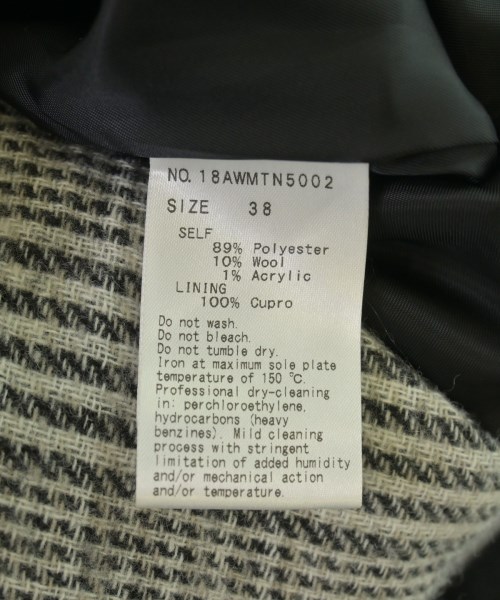 NO. 18AWMTN5002
SIZE 38
SELF
89% Polyester
10% Wool
1% Acrylic
LINING
100% Cupro
Do not wash.
Do not bleach.
Do not tumble dry.
Iron at maximum sole plate
temperature of 150 ℃.
Professional dry-cleaning
in: perchloroethylene,
hydrocarbons (heavy
benzines). Mild cleaning
process with stringent
limitation of added humidity
and/or mechanical action
and/or temperature.